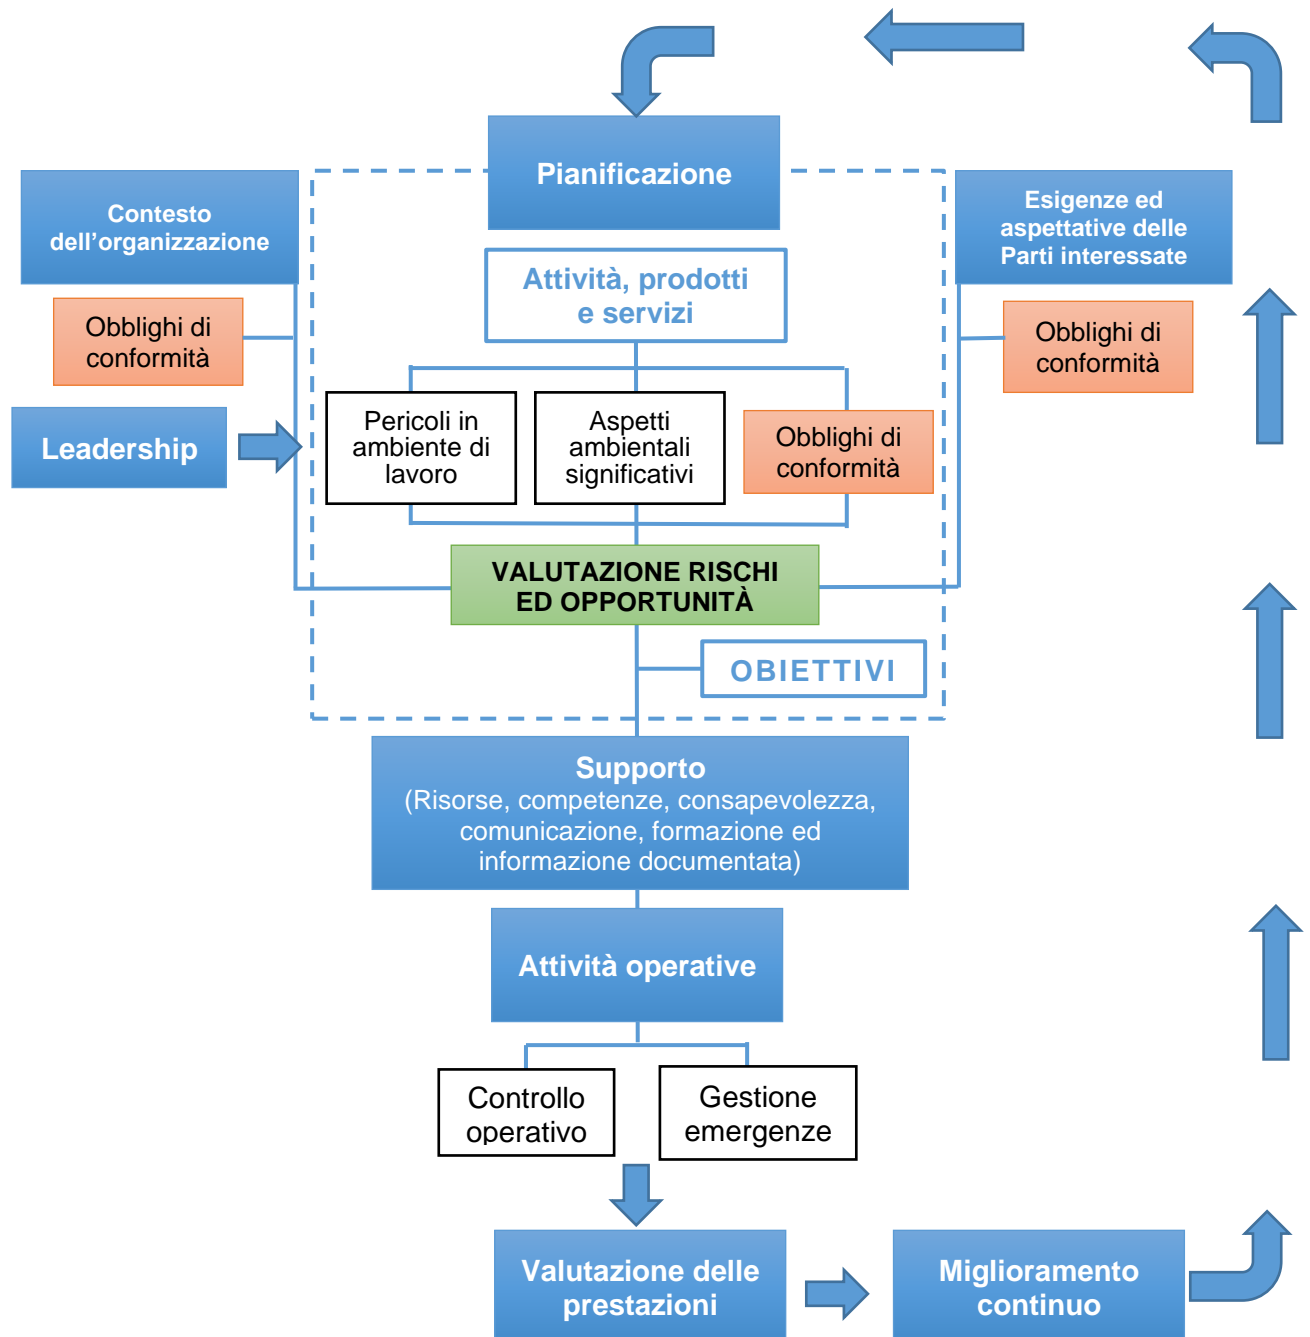 Pianificazione
Contesto
dell’organizzazione
Esigenze ed
aspettative delle
Parti interessate
Attività, prodotti
e servizi
Obblighi di
conformità
Obblighi di
conformità
Leadership
Pericoli in
ambiente di
lavoro
Aspetti
ambientali
significativi
Obblighi di
conformità
VALUTAZIONE RISCHI
ED OPPORTUNITÀ
OBIETTIVI
Supporto
(Risorse, competenze, consapevolezza,
comunicazione, formazione ed
informazione documentata)
Attività operative
Controllo
operativo
Gestione
emergenze
Valutazione delle
prestazioni
Miglioramento
continuo